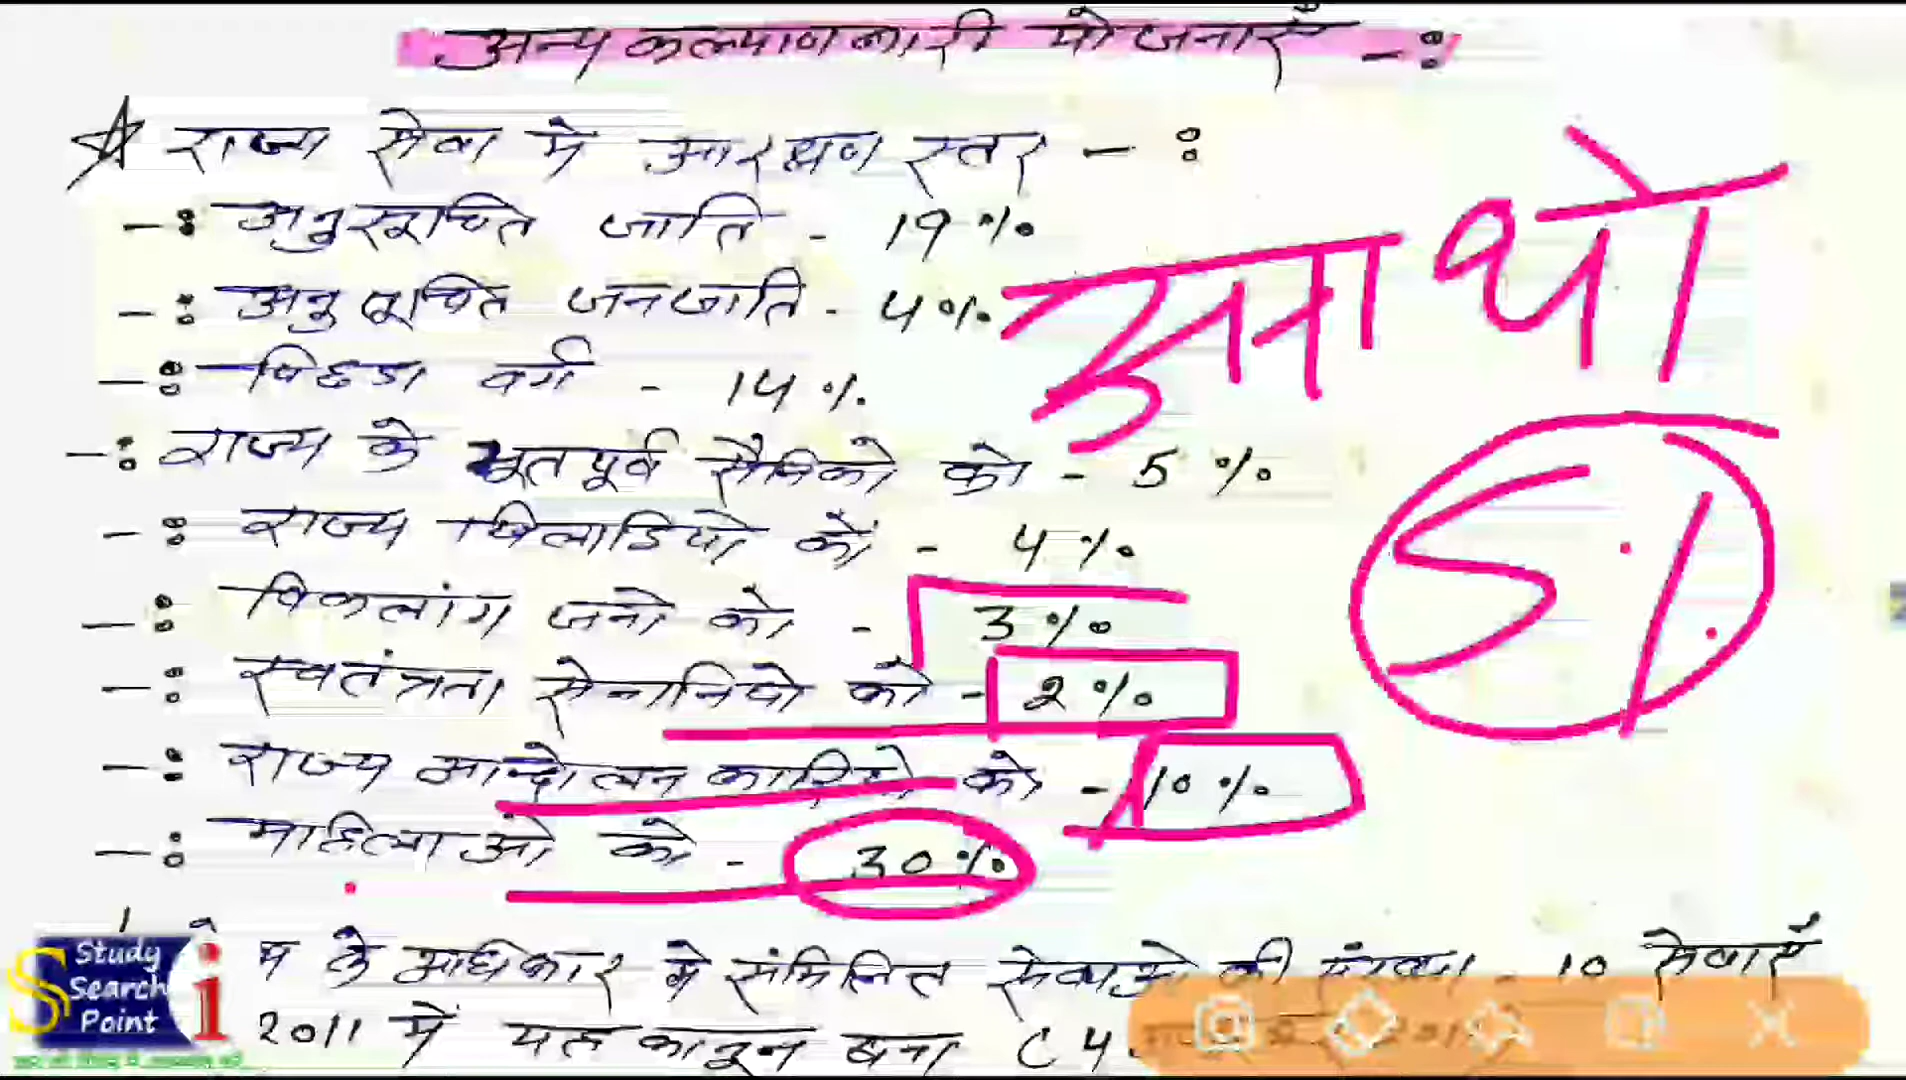 अन्य कल्याणकारी योजनाएँ -:
☆ राज्य सेवा मे आरक्षण स्तर -:
-: अनुसूचित जाति - 19%
-: अनुसूचित जनजाति - 4%
-: पिछडा वर्ग - 14%
-: राज्य के भूतपूर्व सैनिको को - 5%
-: राज्य खिलाडियो को - 4%
-: विकलांग जनो को - 3%
-: स्वतंत्रता सेनानियो को - 2%
-: राज्य आन्दोलनकारियो को - 10%
-: महिलाओ को - 30%
के अधिकार मे संमिलित सेवाओ की संख्या - 10 सेवाएँ
2011 में यह कानून बना ( 4
5%
Study
Search
Point